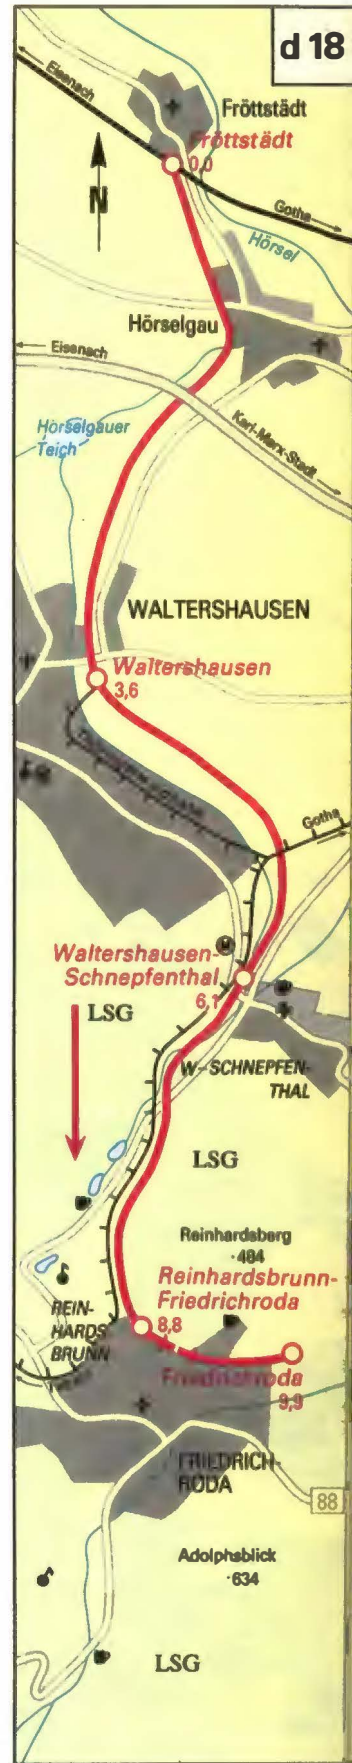 d 18
Eisenach
Fröttstädt
Fröttstädt
0,0
N
Gotha
Hörsel
Hörselgau
Eisenach
Karl-Marx-Stadt
Hörselgauer
Teich
WALTERSHAUSEN
Waltershausen
3,6
Gotha
Waltershausen-
Schnepfenthal
6,1
LSG
W.-SCHNEPFEN-
THAL
LSG
Reinhardsberg
·484
Reinhardsbrunn-
Friedrichroda
8,8
REIN-
HARDS
BRUNN
Friedrichroda
9,9
FRIEDRICH-
RODA
88
Adolphsblick
·634
LSG